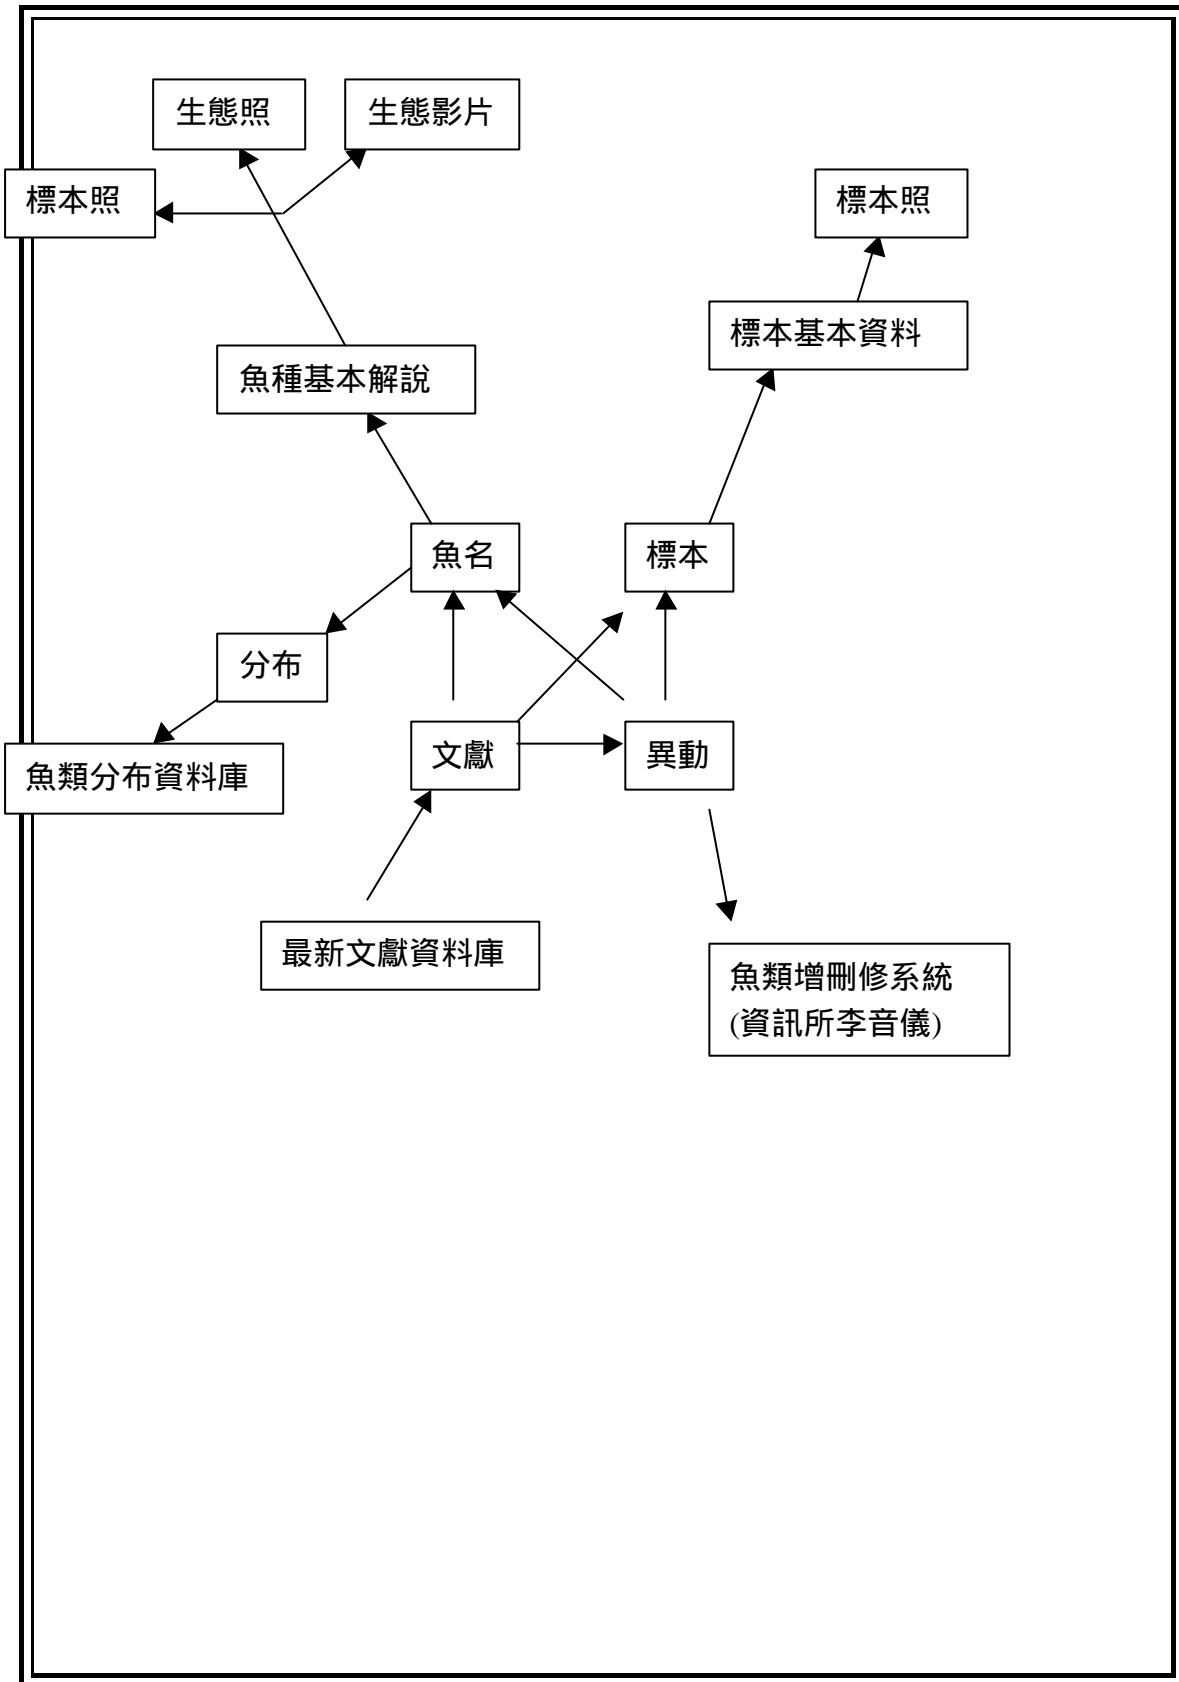 生態照
生態影片
標本照
標本照
標本基本資料
魚種基本解說
魚名
標本
分布
文獻
異動
魚類分布資料庫
最新文獻資料庫
魚類增刪修系統
(資訊所李音儀)